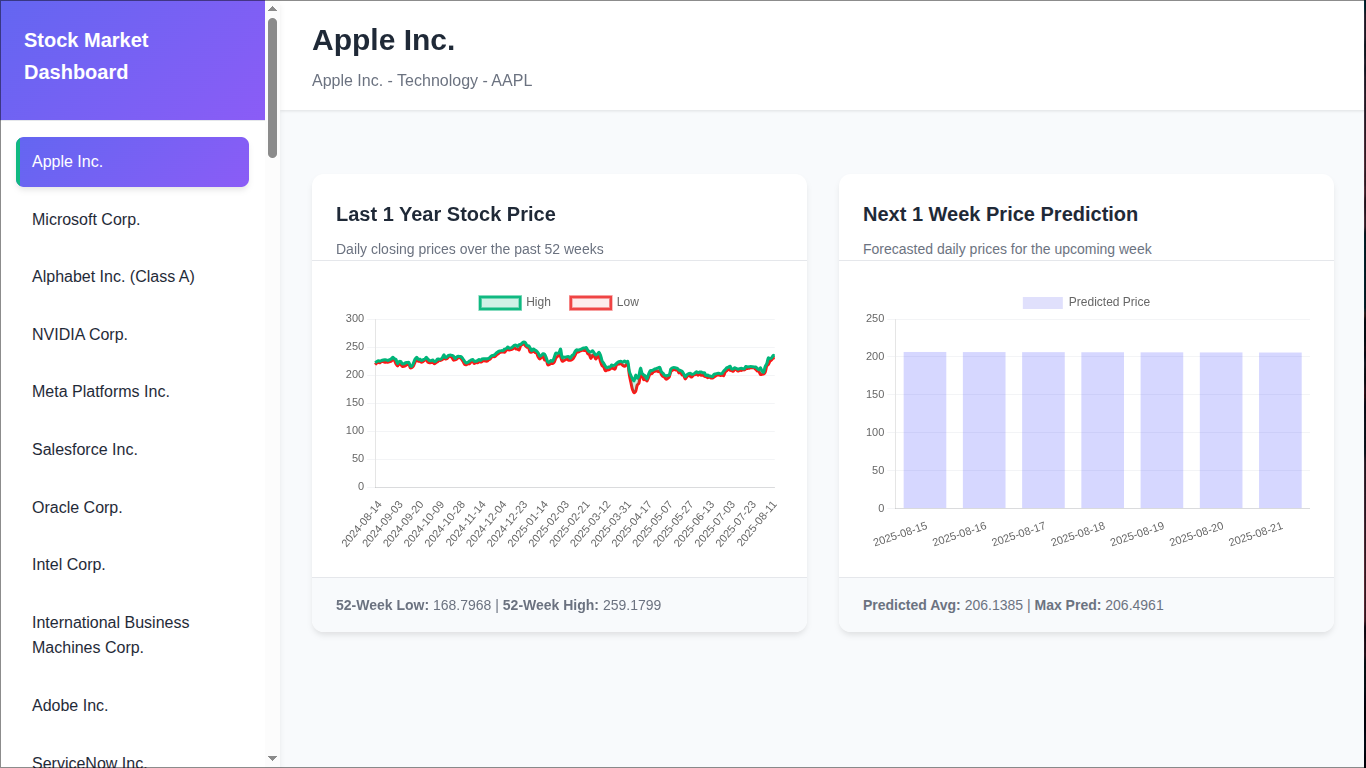 Stock Market
Dashboard
Apple Inc.
Microsoft Corp.
Alphabet Inc. (Class A)
NVIDIA Corp.
Meta Platforms Inc.
Salesforce Inc.
Oracle Corp.
Intel Corp.
International Business
Machines Corp.
Adobe Inc.
ServiceNow Inc.
Apple Inc.
Apple Inc. - Technology - AAPL
Last 1 Year Stock Price
Daily closing prices over the past 52 weeks
High Low
300
250
200
150
100
50
0
2024-08-14 2024-09-03 2024-09-20 2024-10-09 2024-10-28 2024-11-14 2024-12-04 2024-12-23 2025-01-14 2025-02-03 2025-02-21 2025-03-12 2025-03-31 2025-04-17 2025-05-07 2025-05-27 2025-06-13 2025-07-03 2025-07-23 2025-08-11
52-Week Low: 168.7968 | 52-Week High: 259.1799
Next 1 Week Price Prediction
Forecasted daily prices for the upcoming week
Predicted Price
250
200
150
100
50
0
2025-08-15 2025-08-16 2025-08-17 2025-08-18 2025-08-19 2025-08-20 2025-08-21
Predicted Avg: 206.1385 | Max Pred: 206.4961